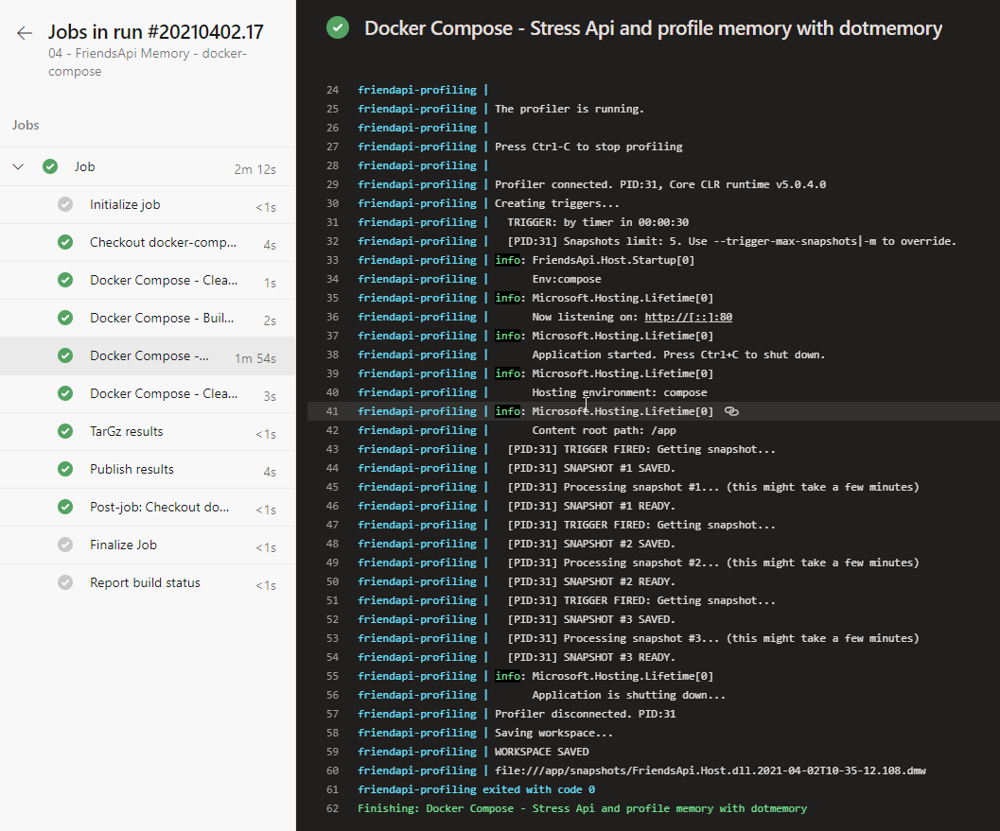 Jobs in run #20210402.17
04 - FriendsApi Memory - docker-
compose
Jobs
Job 2m 12s
Initialize job <1s
Checkout docker-comp... 4s
Docker Compose - Clea... 1s
Docker Compose - Buil... 2s
Docker Compose -... 1m 54s
Docker Compose - Clea... 3s
TarGz results <1s
Publish results 4s
Post-job: Checkout do... <1s
Finalize Job <1s
Report build status <1s
Docker Compose - Stress Api and profile memory with dotmemory
24 friendapi-profiling |
25 friendapi-profiling | The profiler is running.
26 friendapi-profiling |
27 friendapi-profiling | Press Ctrl-C to stop profiling
28 friendapi-profiling |
29 friendapi-profiling | Profiler connected. PID:31, Core CLR runtime v5.0.4.0
30 friendapi-profiling | Creating triggers...
31 friendapi-profiling |   TRIGGER: by timer in 00:00:30
32 friendapi-profiling |   [PID:31] Snapshots limit: 5. Use --trigger-max-snapshots|-m to override.
33 friendapi-profiling | info: FriendsApi.Host.Startup[0]
34 friendapi-profiling |       Env:compose
35 friendapi-profiling | info: Microsoft.Hosting.Lifetime[0]
36 friendapi-profiling |       Now listening on: http://[::]:80
37 friendapi-profiling | info: Microsoft.Hosting.Lifetime[0]
38 friendapi-profiling |       Application started. Press Ctrl+C to shut down.
39 friendapi-profiling | info: Microsoft.Hosting.Lifetime[0]
40 friendapi-profiling |       Hosting environment: compose
41 friendapi-profiling | info: Microsoft.Hosting.Lifetime[0]
42 friendapi-profiling |       Content root path: /app
43 friendapi-profiling |   [PID:31] TRIGGER FIRED: Getting snapshot...
44 friendapi-profiling |   [PID:31] SNAPSHOT #1 SAVED.
45 friendapi-profiling |   [PID:31] Processing snapshot #1... (this might take a few minutes)
46 friendapi-profiling |   [PID:31] SNAPSHOT #1 READY.
47 friendapi-profiling |   [PID:31] TRIGGER FIRED: Getting snapshot...
48 friendapi-profiling |   [PID:31] SNAPSHOT #2 SAVED.
49 friendapi-profiling |   [PID:31] Processing snapshot #2... (this might take a few minutes)
50 friendapi-profiling |   [PID:31] SNAPSHOT #2 READY.
51 friendapi-profiling |   [PID:31] TRIGGER FIRED: Getting snapshot...
52 friendapi-profiling |   [PID:31] SNAPSHOT #3 SAVED.
53 friendapi-profiling |   [PID:31] Processing snapshot #3... (this might take a few minutes)
54 friendapi-profiling |   [PID:31] SNAPSHOT #3 READY.
55 friendapi-profiling | info: Microsoft.Hosting.Lifetime[0]
56 friendapi-profiling |       Application is shutting down...
57 friendapi-profiling | Profiler disconnected. PID:31
58 friendapi-profiling | Saving workspace...
59 friendapi-profiling | WORKSPACE SAVED
60 friendapi-profiling | file:///app/snapshots/FriendsApi.Host.dll.2021-04-02T10-35-12.108.dmw
61 friendapi-profiling exited with code 0
62 Finishing: Docker Compose - Stress Api and profile memory with dotmemory